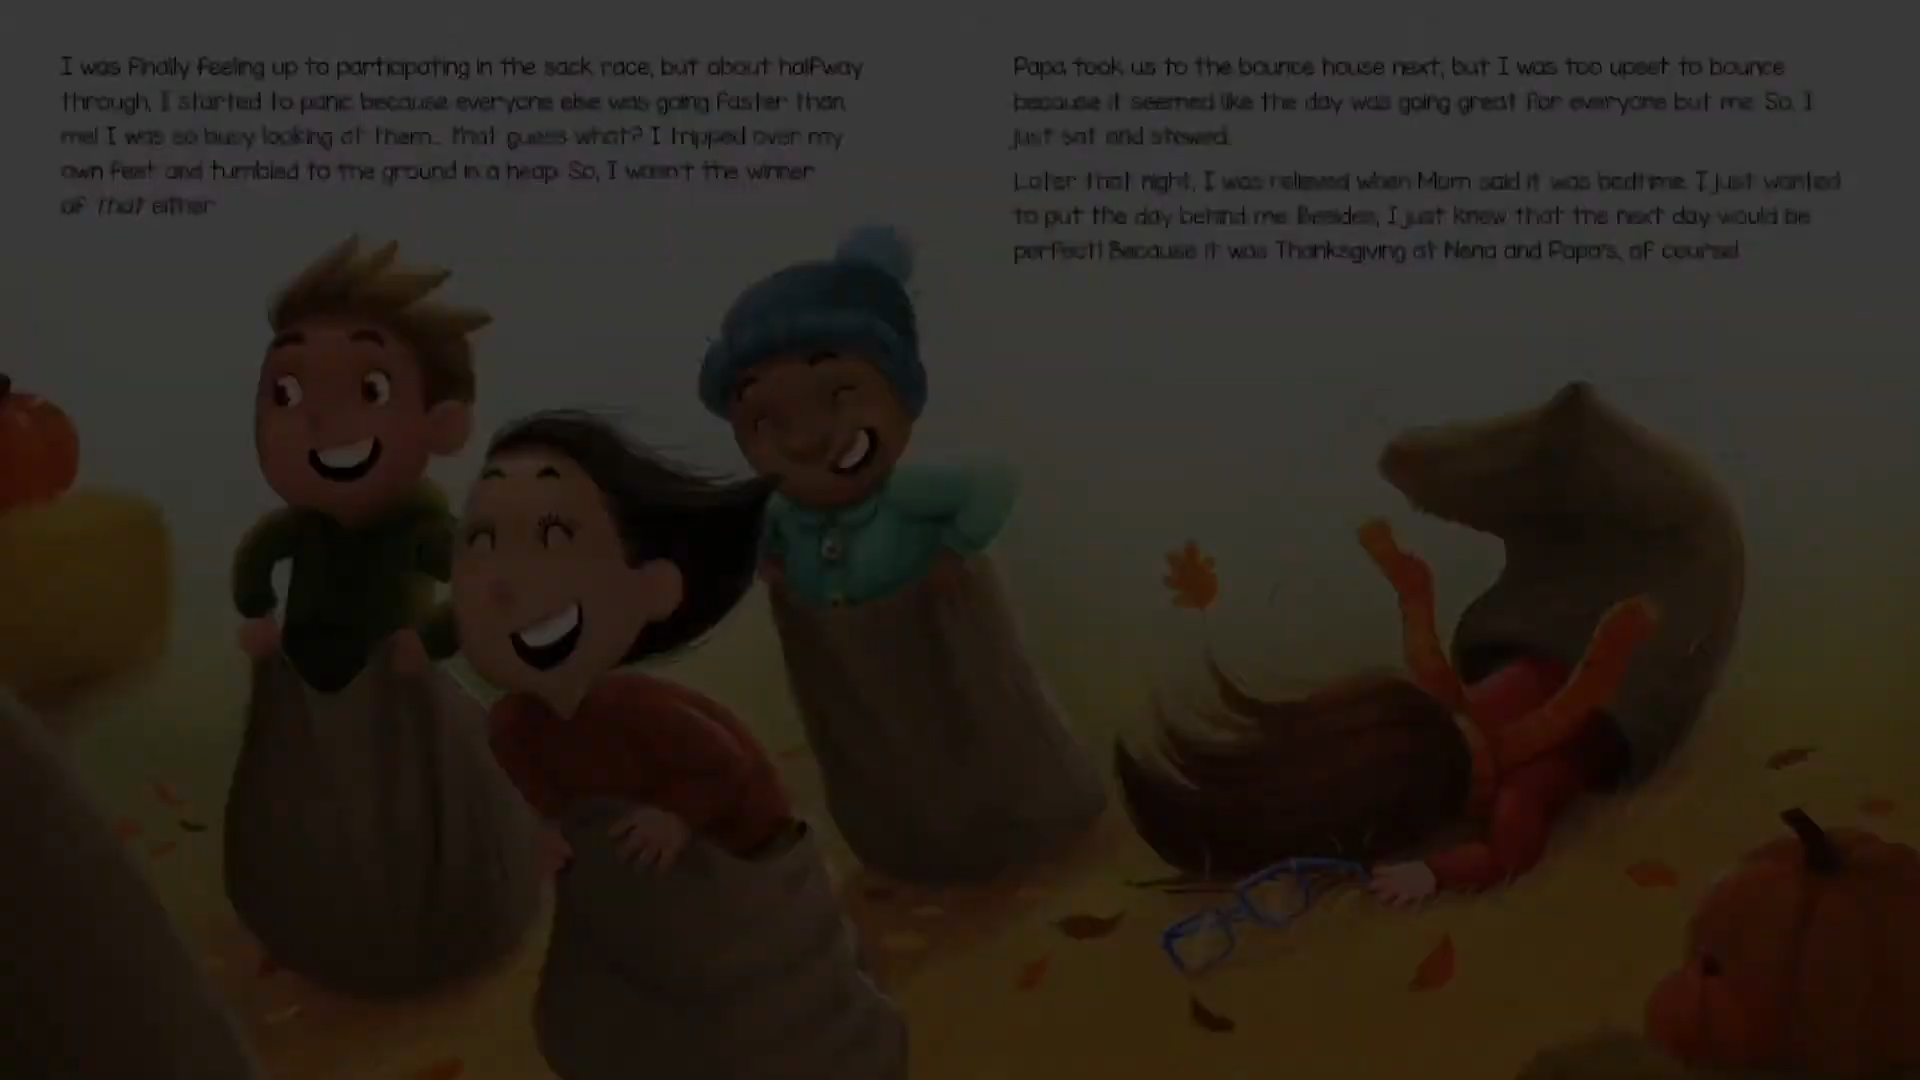 I was finally feeling up to participating in the sack race, but about halfway
through, I started to panic because everyone else was going faster than
me! I was so busy looking at them... that guess what? I tripped over my
own feet and tumbled to the ground in a heap. So, I wasn't the winner
of that either.
Papa took us to the bounce house next, but I was too upset to bounce
because it seemed like the day was going great for everyone but me. So, I
just sat and stewed.
Later that night, I was relieved when Mom said it was bedtime. I just wanted
to put the day behind me. Besides, I just knew that the next day would be
perfect! Because it was Thanksgiving at Nena and Papa's, of course!